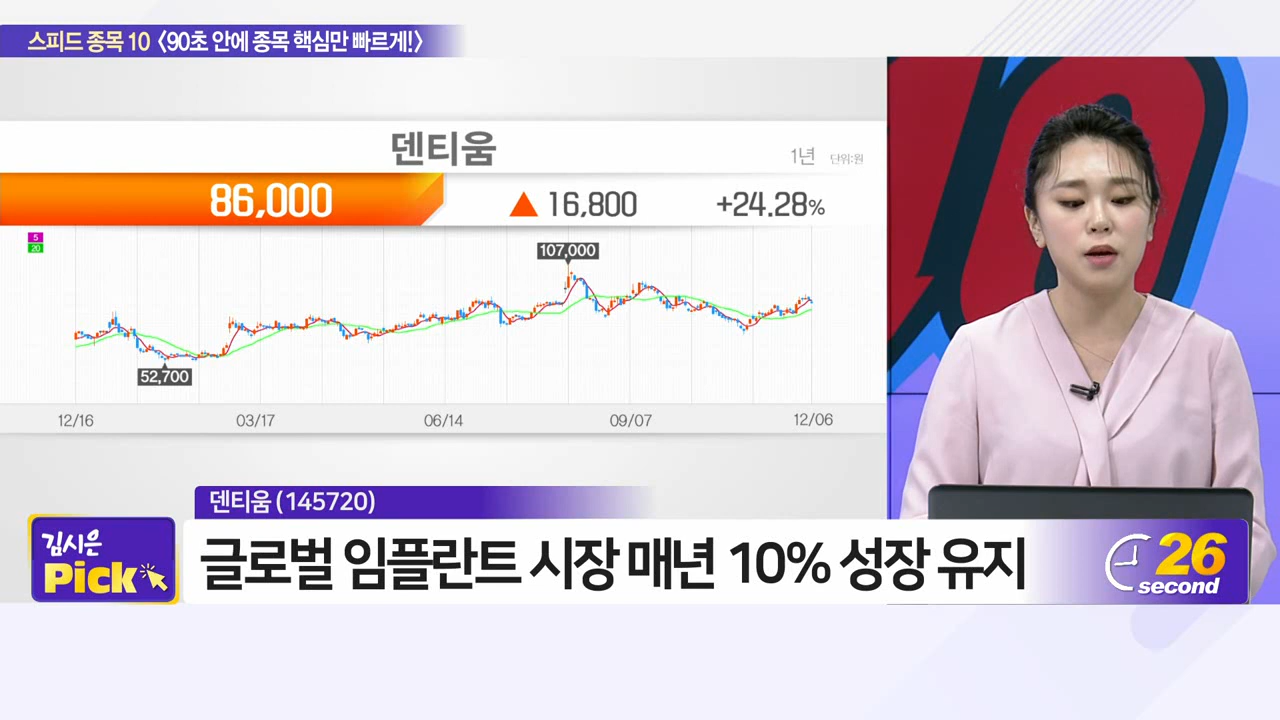 스피드 종목 10 〈90초 안에 종목 핵심만 빠르게!〉
덴티움
1년 단위:원
86,000 ▲ 16,800 +24.28%
5
20
107,000
52,700
12/16 03/17 06/14 09/07 12/06
덴티움 (145720)
김시은
Pick
글로벌 임플란트 시장 매년 10% 성장 유지
26
second